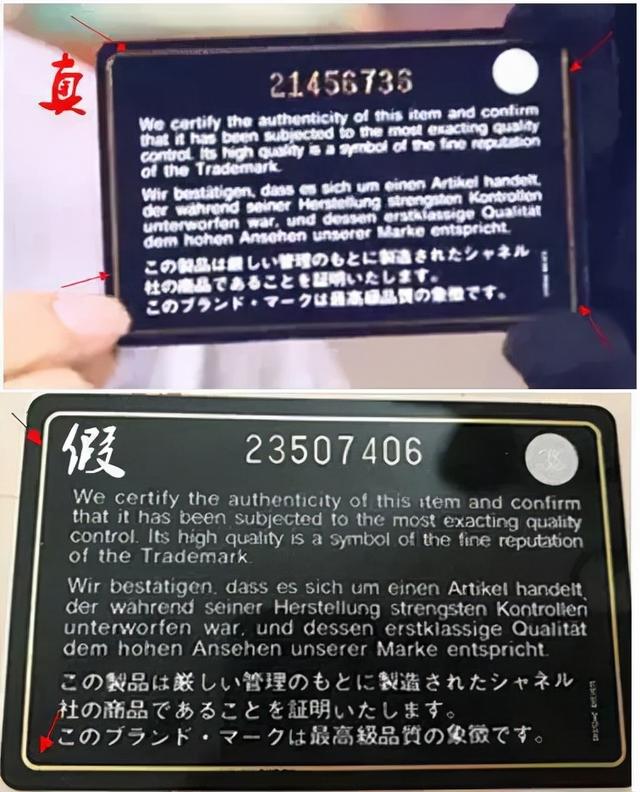 真
21456736
We certify the authenticity of this item and confirm
that it has been subjected to the most exacting quality
control. Its high quality is a symbol of the fine reputation
of the Trademark.
Wir bestätigen, dass es sich um einen Artikel handelt,
der während seiner Herstellung strengsten Kontrollen
unterworfen war, und dessen erstklassige Qualität
dem hohen Ansehen unserer Marke entspricht.
この製品は厳しい管理のもとに製造されたシャネル
社の商品であることを証明いたします。
このブランド・マークは最高級品質の象徴です。
假
23507406
We certify the authenticity of this item and confirm
that it has been subjected to the most exacting quality
control. Its high quality is a symbol of the fine reputation
of the Trademark.
Wir bestätigen, dass es sich um einen Artikel handelt,
der während seiner Herstellung strengsten Kontrollen
unterworfen war, und dessen erstklassige Qualität
dem hohen Ansehen unserer Marke entspricht.
この製品は厳しい管理のもとに製造されたシャネル
社の商品であることを証明いたします。
このブランド・マークは最高級品質の象徴です。